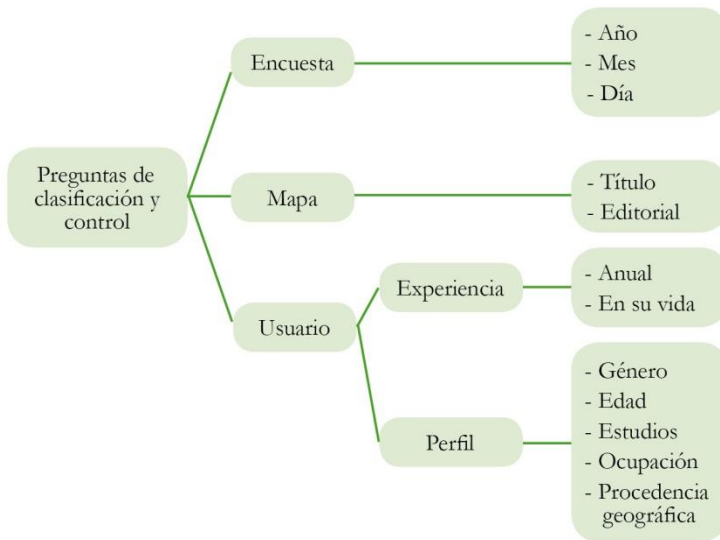 Preguntas de
clasificación y
control
Encuesta
- Año
- Mes
- Día
Mapa
- Título
- Editorial
Usuario
Experiencia
- Anual
- En su vida
Perfil
- Género
- Edad
- Estudios
- Ocupación
- Procedencia
geográfica